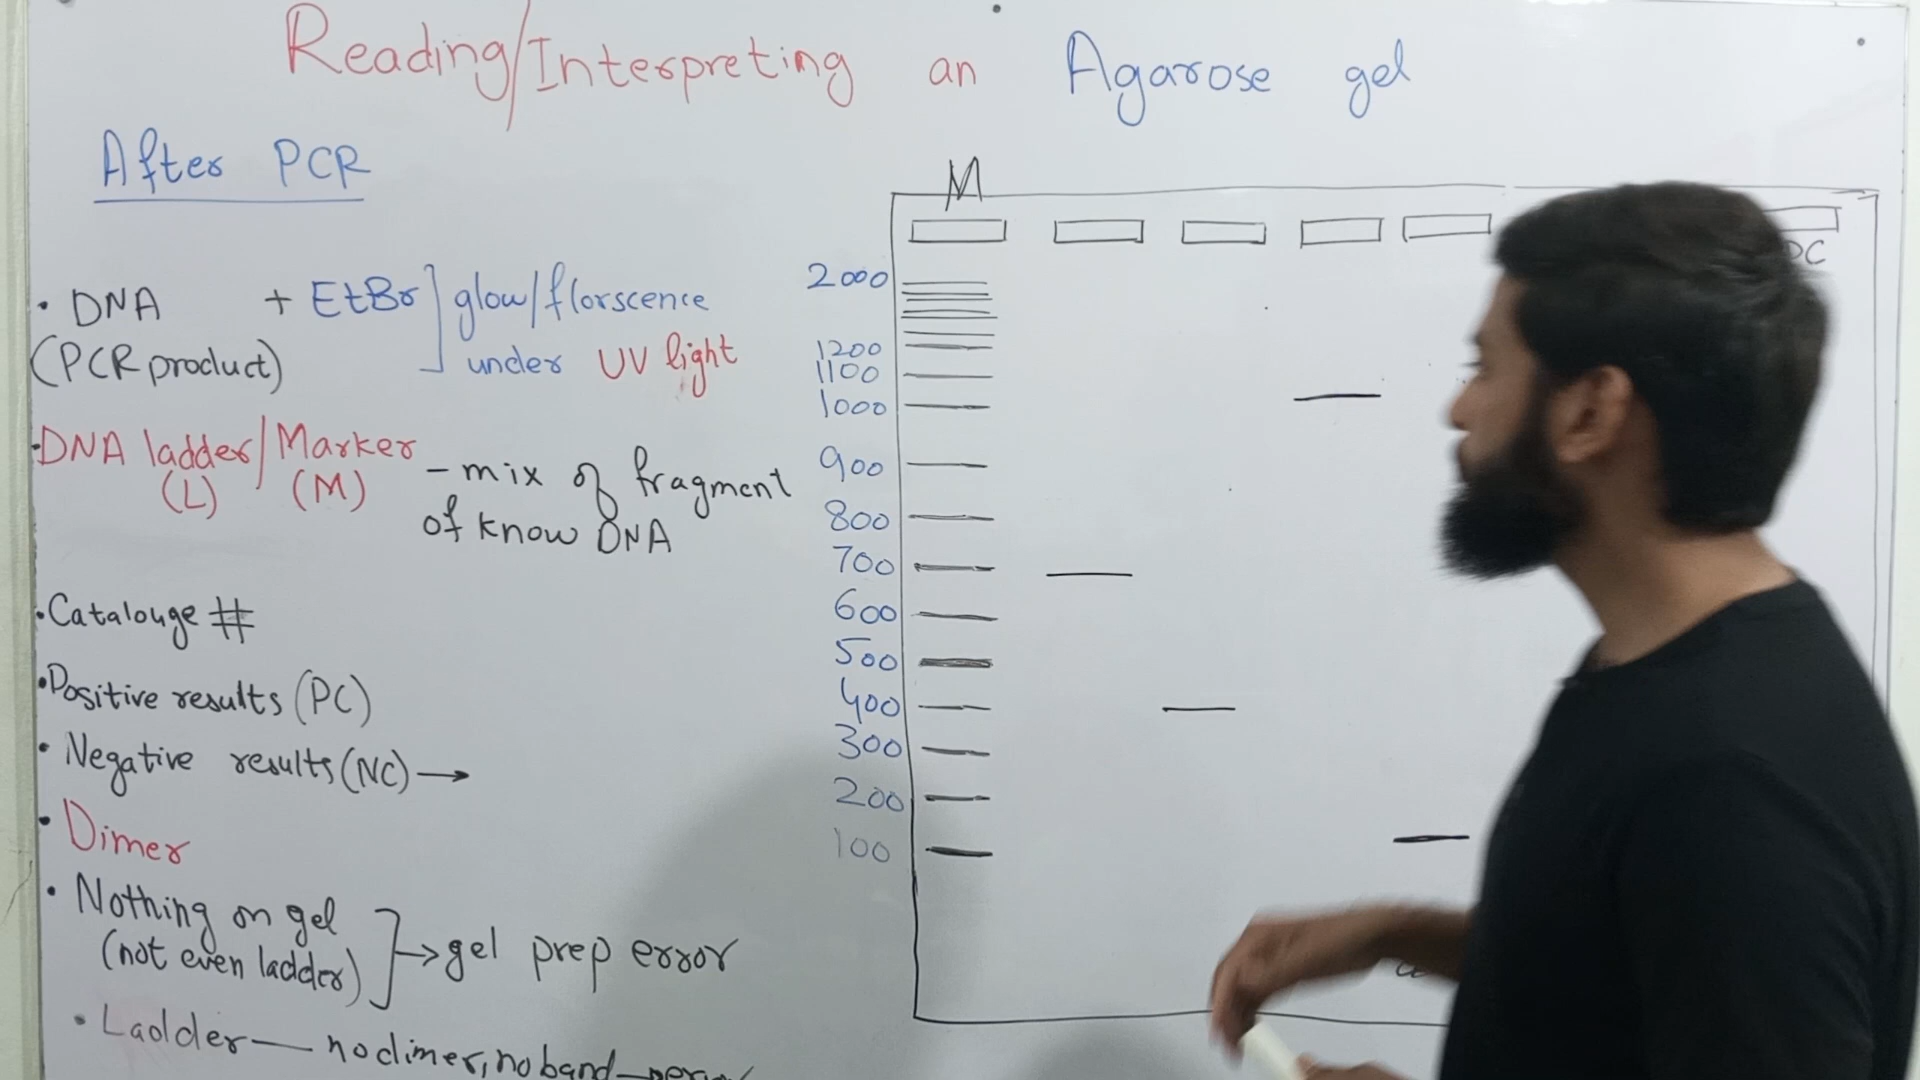 Reading/Interpreting an Agarose gel
After PCR
• DNA + EtBr] glow/florscence
(PCR product) under UV light
• DNA ladder/Marker
(L) (M)
- mix of fragment
of know DNA
• Catalouge #
• Positive results (PC)
• Negative results (NC) →
• Dimer
• Nothing on gel
(not even ladder)] → gel prep error
• Ladder — no dimer, no band —
M
2000
1200
1100
1000
900
800
700
600
500
400
300
200
100